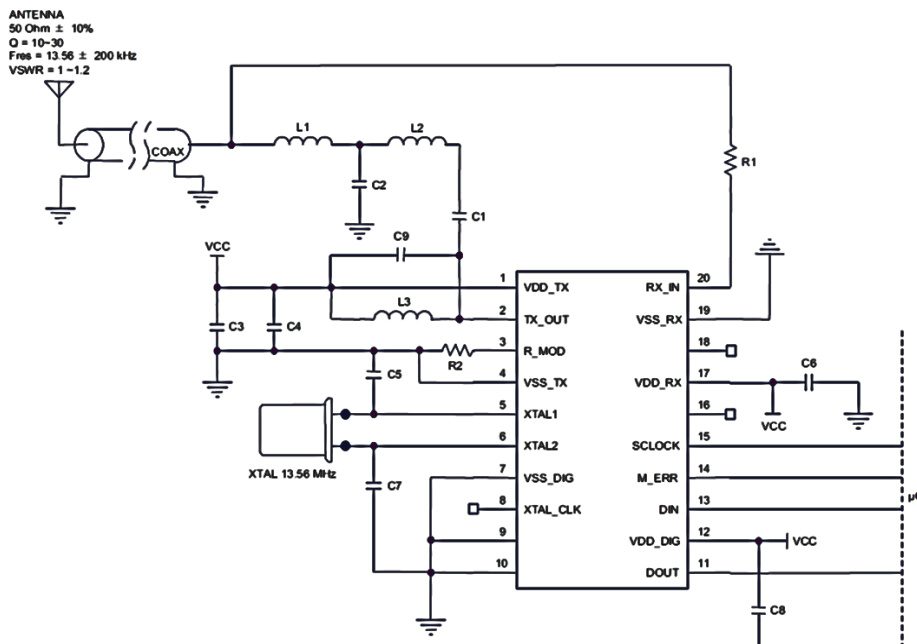 ANTENNA
50 Ohm ± 10%
Q = 10-30
Fres = 13.56 ± 200 kHz
VSWR = 1 -1.2
COAX
L1
L2
C2
C1
R1
VCC
C9
L3
C3
C4
C5
R2
C7
XTAL 13.56 MHz
1 VDD_TX
2 TX_OUT
3 R_MOD
4 VSS_TX
5 XTAL1
6 XTAL2
7 VSS_DIG
8 XTAL_CLK
9
10
RX_IN 20
VSS_RX 19
18
VDD_RX 17
16
SCLOCK 15
M_ERR 14
DIN 13
VDD_DIG 12
DOUT 11
C6
VCC
VCC
C8